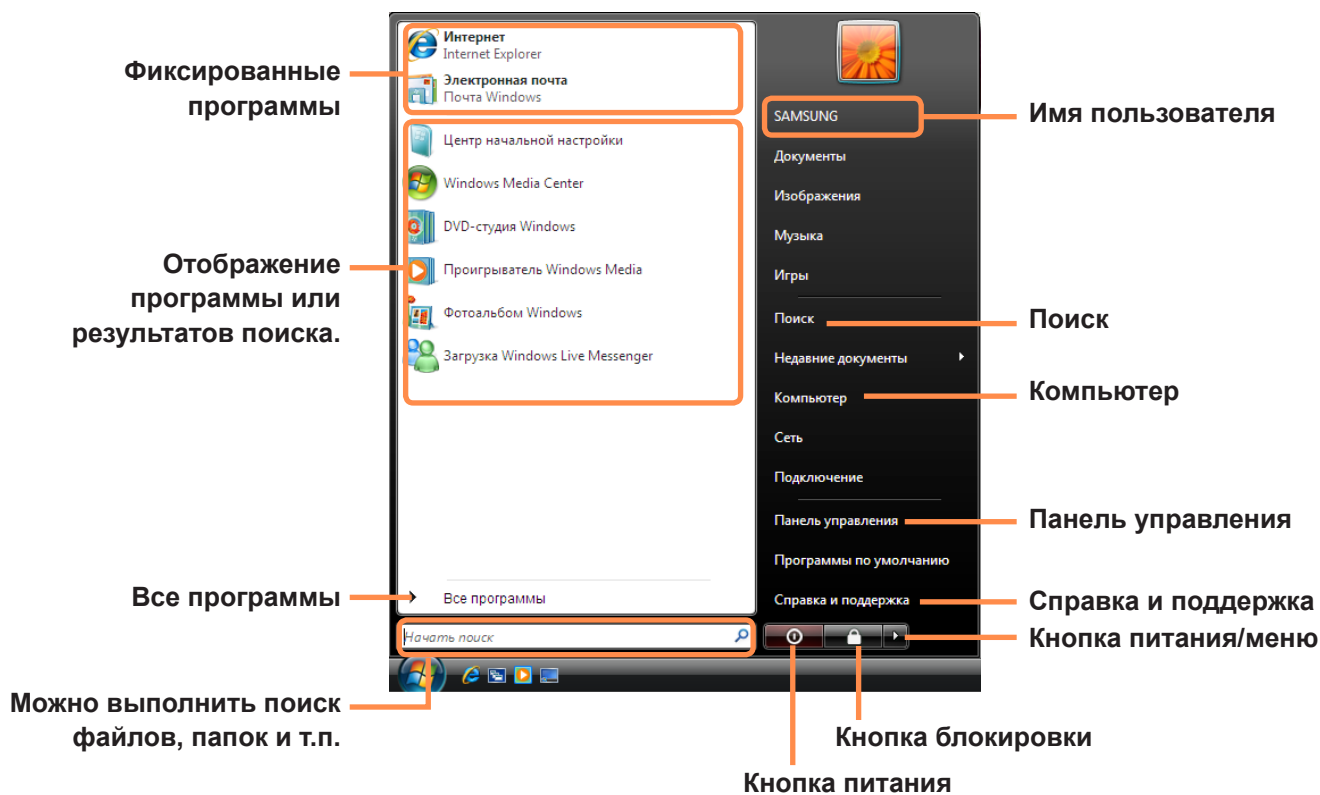 Фиксированные
программы
Отображение
программы или
результатов поиска.
Все программы
Можно выполнить поиск
файлов, папок и т.п.
Интернет
Internet Explorer
Электронная почта
Почта Windows
Центр начальной настройки
Windows Media Center
DVD-студия Windows
Проигрыватель Windows Media
Фотоальбом Windows
Загрузка Windows Live Messenger
Все программы
Начать поиск
SAMSUNG
Документы
Изображения
Музыка
Игры
Поиск
Недавние документы
Компьютер
Сеть
Подключение
Панель управления
Программы по умолчанию
Справка и поддержка
Имя пользователя
Поиск
Компьютер
Панель управления
Справка и поддержка
Кнопка питания/меню
Кнопка блокировки
Кнопка питания